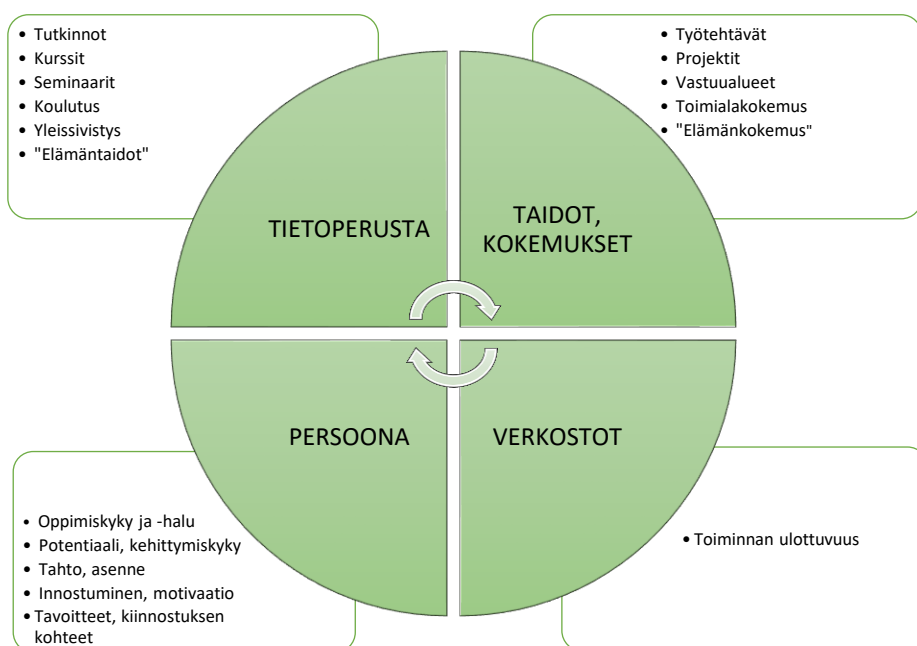 • Tutkinnot
• Kurssit
• Seminaarit
• Koulutus
• Yleissivistys
• "Elämäntaidot"
• Työtehtävät
• Projektit
• Vastuualueet
• Toimialakokemus
• "Elämänkokemus"
TIETOPERUSTA
TAIDOT,
KOKEMUKSET
PERSOONA
VERKOSTOT
• Oppimiskyky ja -halu
• Potentiaali, kehittymiskyky
• Tahto, asenne
• Innostuminen, motivaatio
• Tavoitteet, kiinnostuksen
kohteet
• Toiminnan ulottuvuus